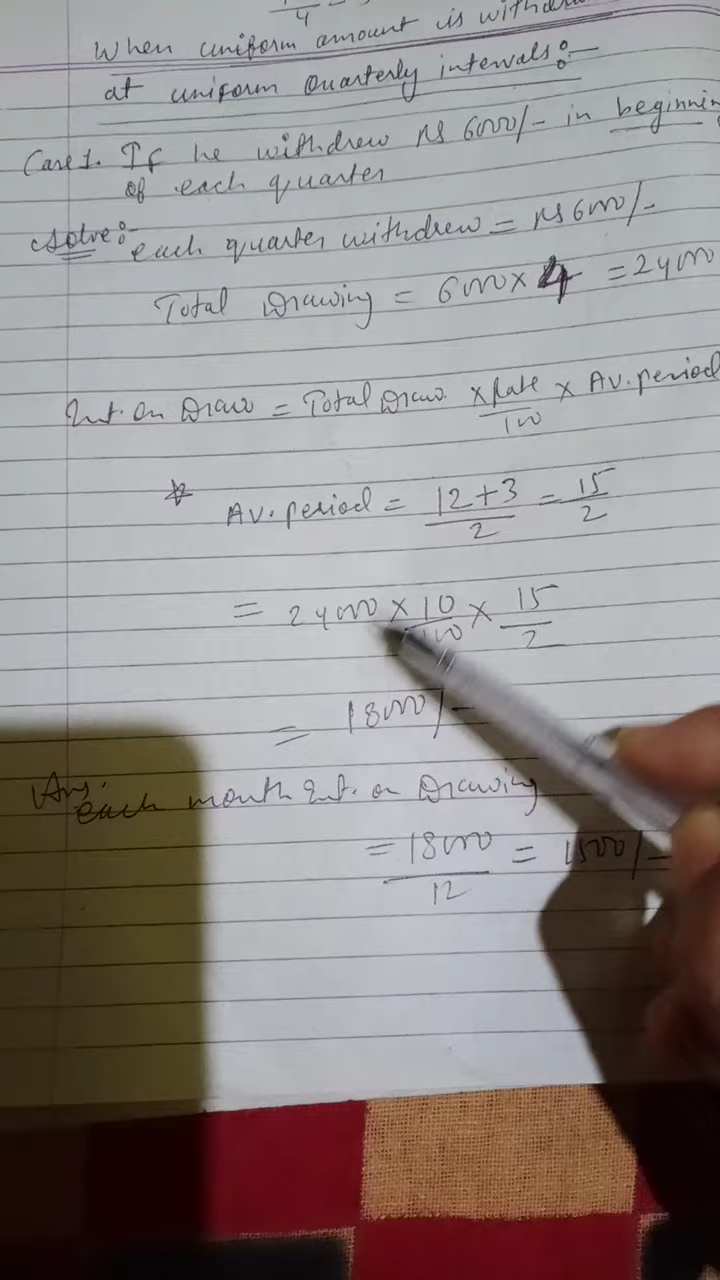 4
When uniform amount is withd
at uniform Quarterly intervals:-
Case 1. If he withdrew Rs 6000/- in beginnin
of each quarter
Solve:- each quarter withdrew = Rs 6000/-
Total Drawing = 6000 × 4 = 24000
Int. on Draw = Total Draw. × Rate/100 × Av. period
* Av. period = 12+3/2 = 15/2
= 24000 × 10/100 × 15/2
= 18000/-
Ans. each month Int. on Drawing
= 18000/12 = 1500/-